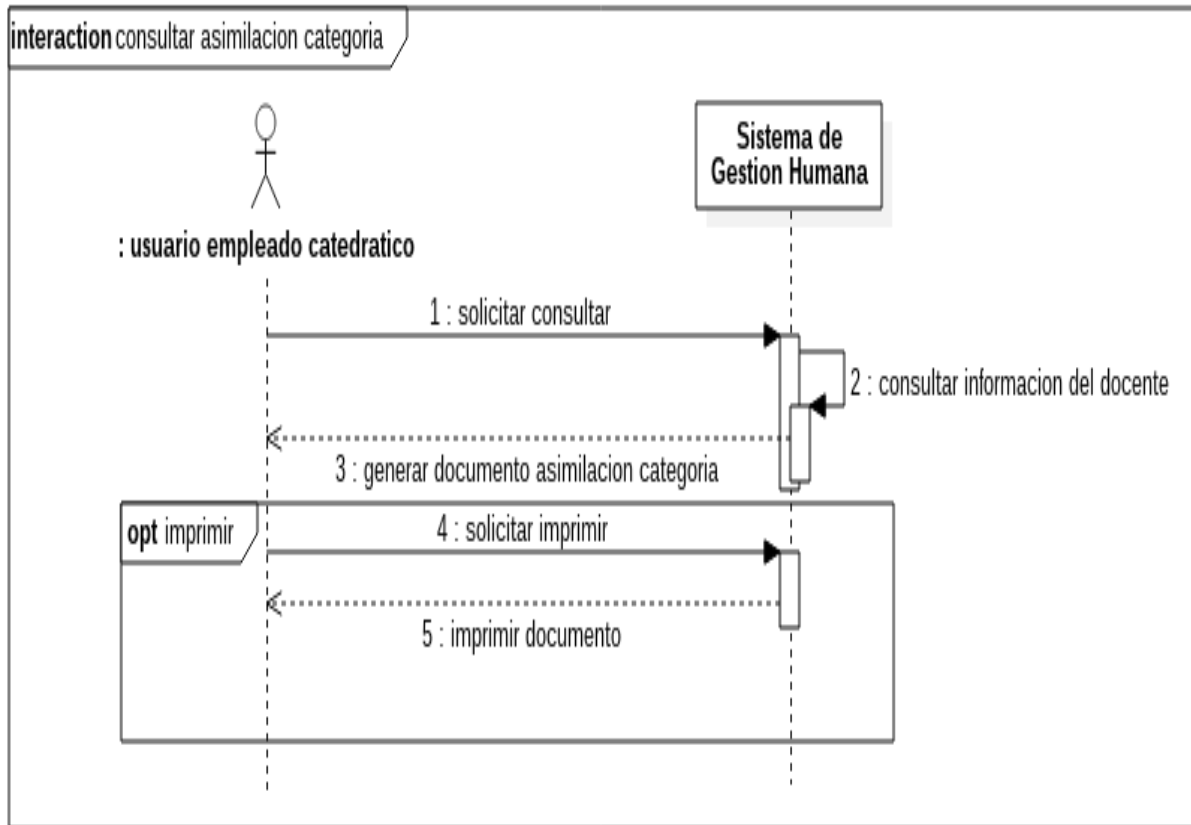 interaction consultar asimilacion categoria
Sistema de
Gestion Humana
: usuario empleado catedratico
1 : solicitar consultar
2 : consultar informacion del docente
3 : generar documento asimilacion categoria
opt imprimir
4 : solicitar imprimir
5 : imprimir documento